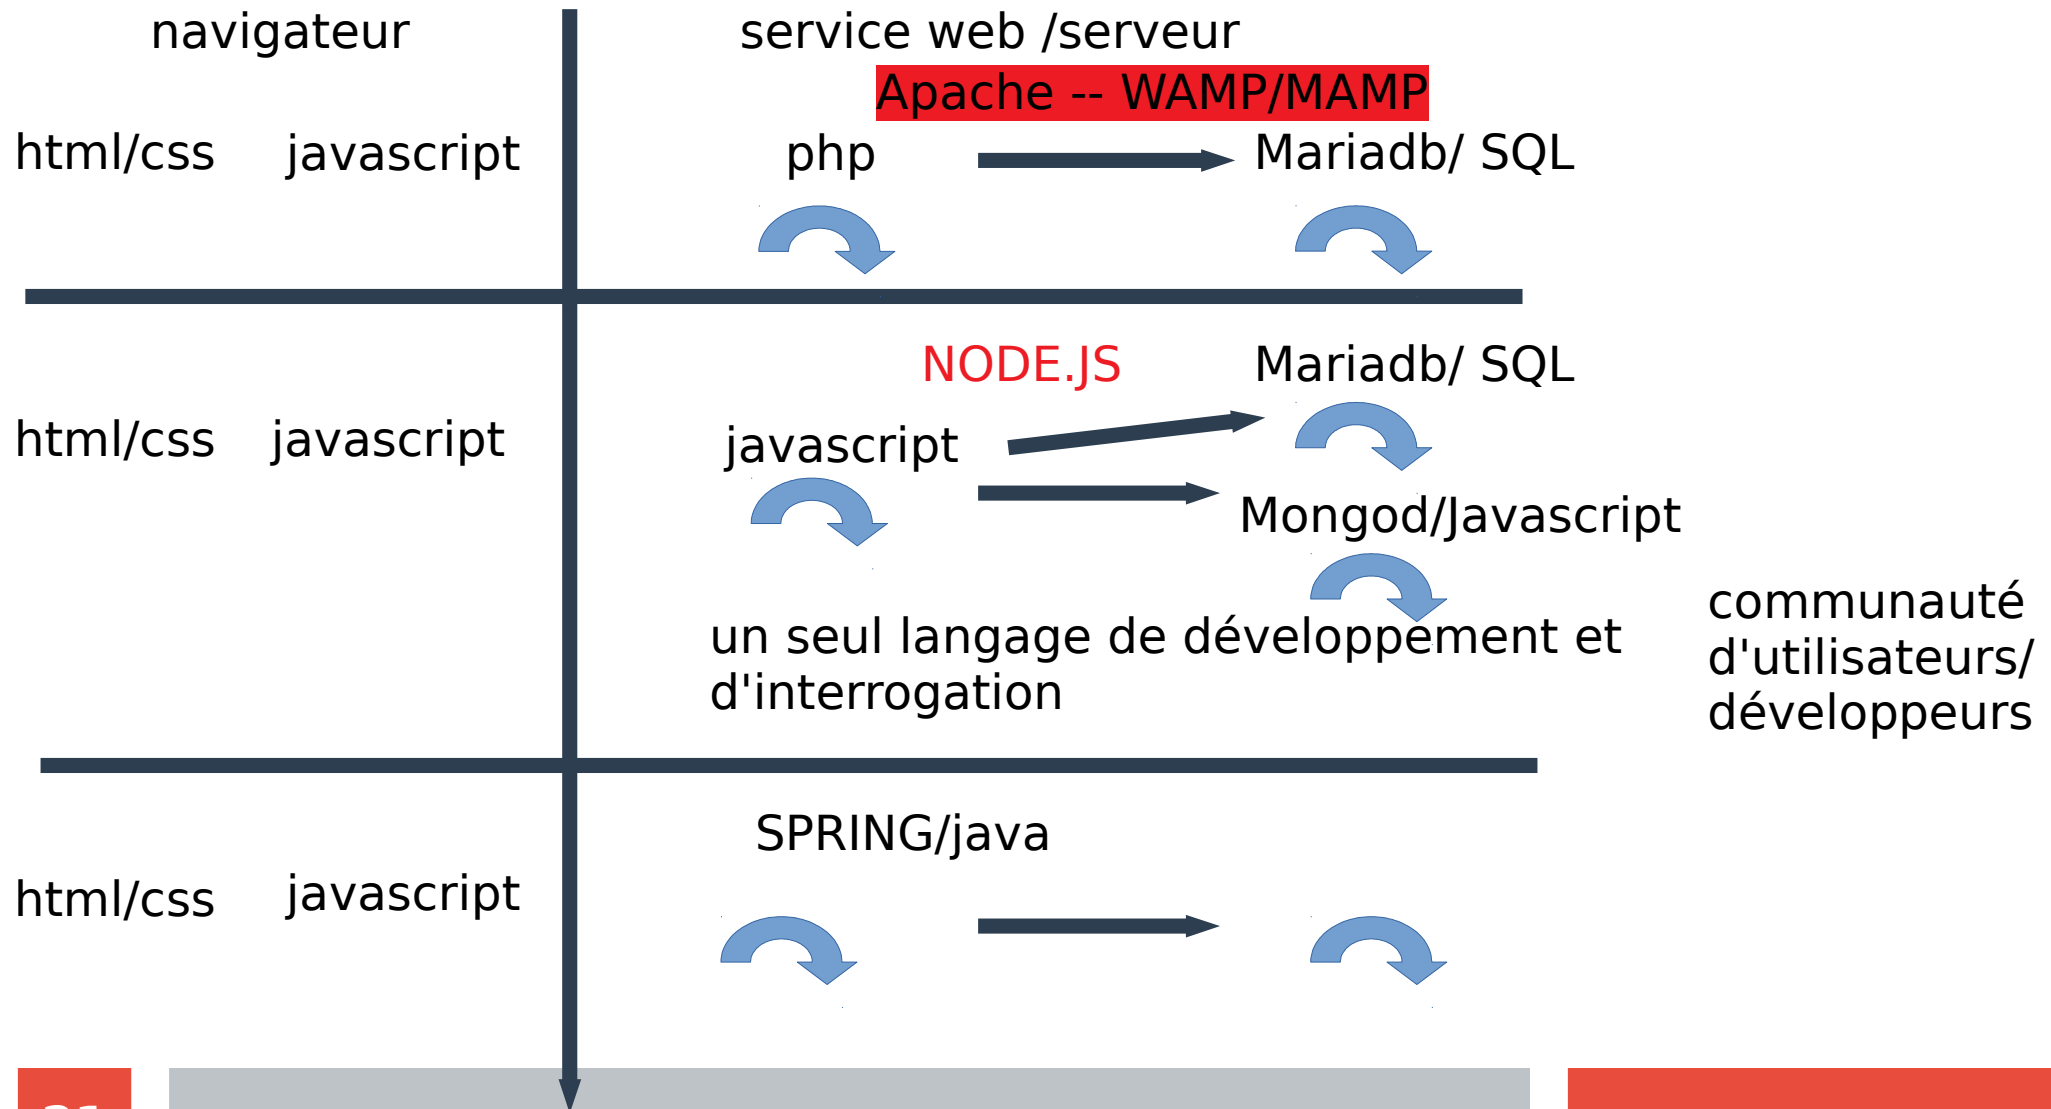 navigateur
service web /serveur
Apache -- WAMP/MAMP
html/css
javascript
php
Mariadb/ SQL
NODE.JS
Mariadb/ SQL
html/css
javascript
javascript
Mongod/Javascript
un seul langage de développement et
d'interrogation
communauté
d'utilisateurs/
développeurs
SPRING/java
html/css
javascript